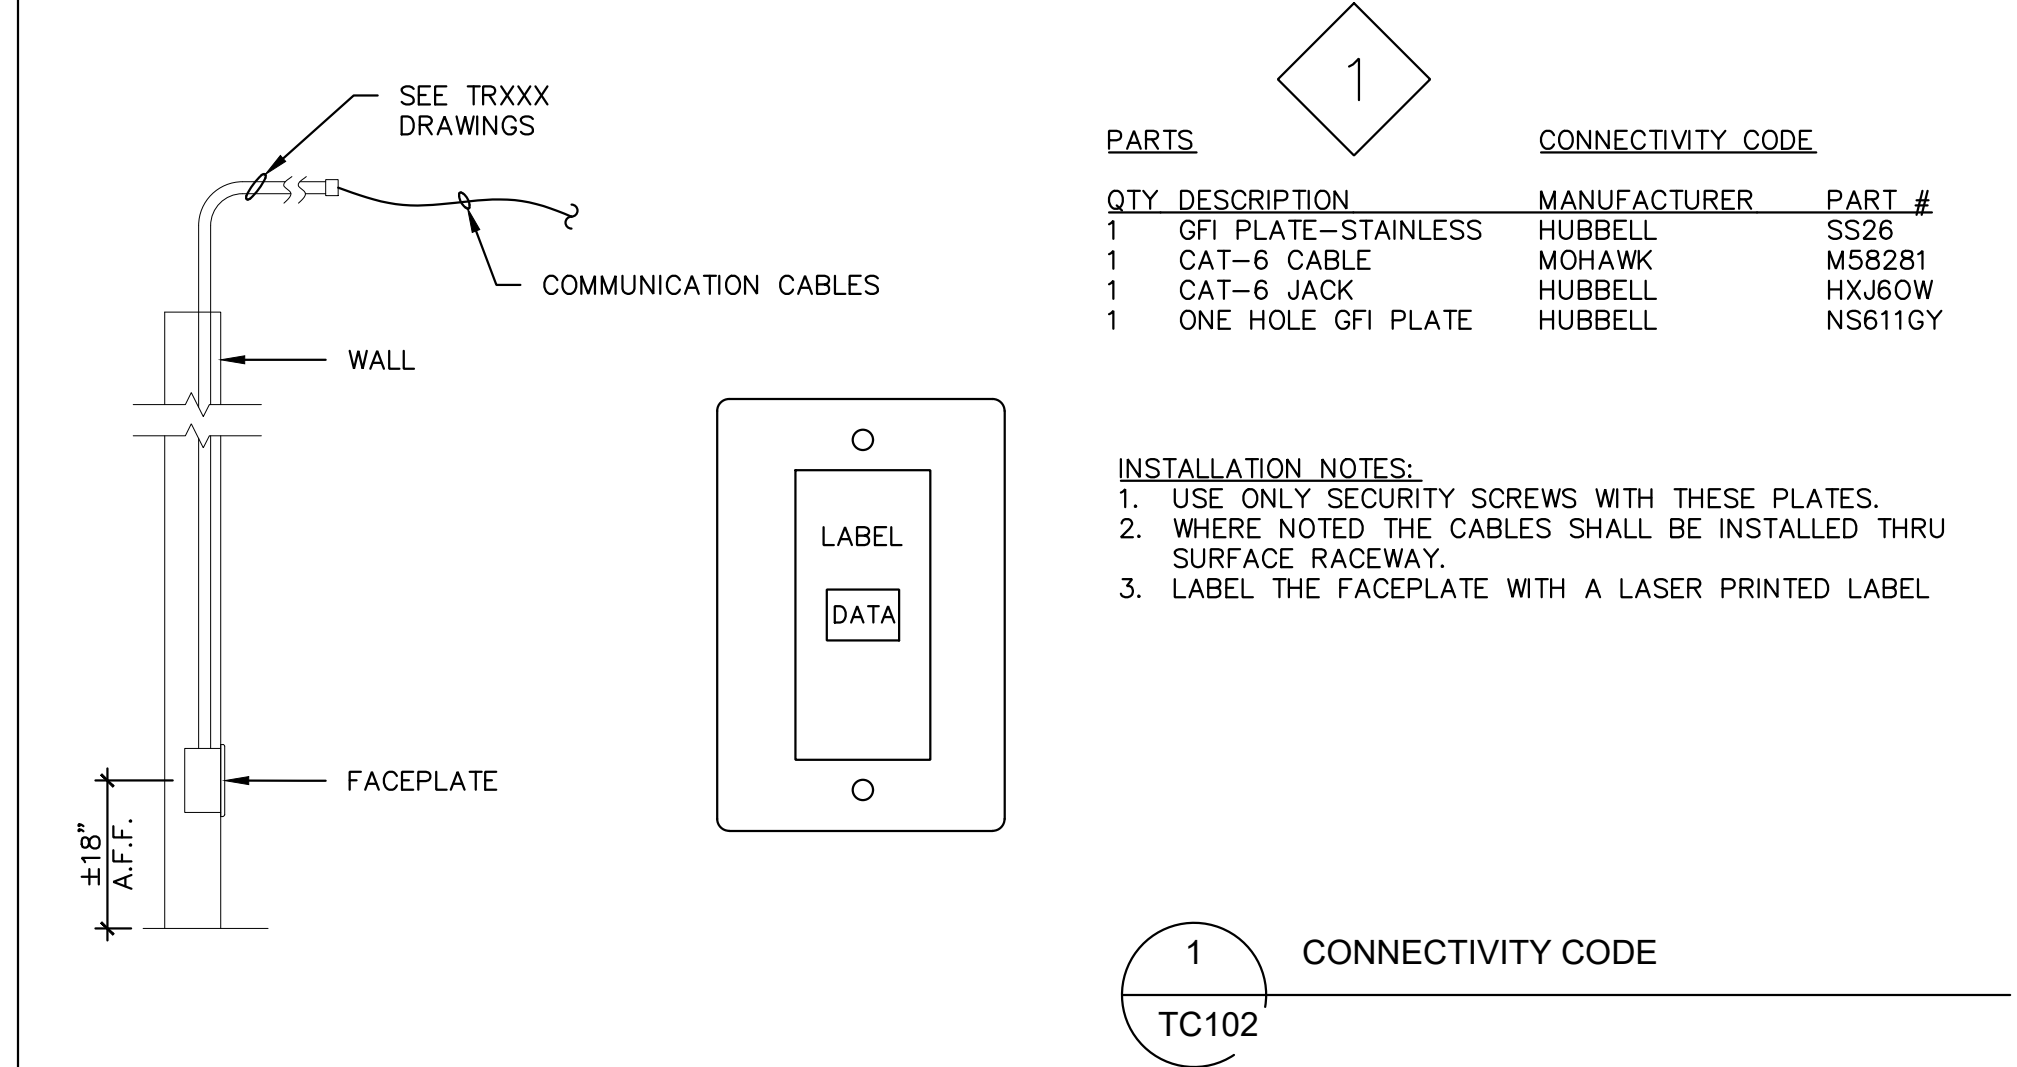 SEE TRXXX
DRAWINGS
COMMUNICATION CABLES
WALL
FACEPLATE
±18"
A.F.F.
LABEL
DATA
1
PARTS CONNECTIVITY CODE
QTY DESCRIPTION MANUFACTURER PART #
1 GFI PLATE-STAINLESS HUBBELL SS26
1 CAT-6 CABLE MOHAWK M58281
1 CAT-6 JACK HUBBELL HXJ6OW
1 ONE HOLE GFI PLATE HUBBELL NS611GY
INSTALLATION NOTES:
1. USE ONLY SECURITY SCREWS WITH THESE PLATES.
2. WHERE NOTED THE CABLES SHALL BE INSTALLED THRU
SURFACE RACEWAY.
3. LABEL THE FACEPLATE WITH A LASER PRINTED LABEL
1 CONNECTIVITY CODE
TC102